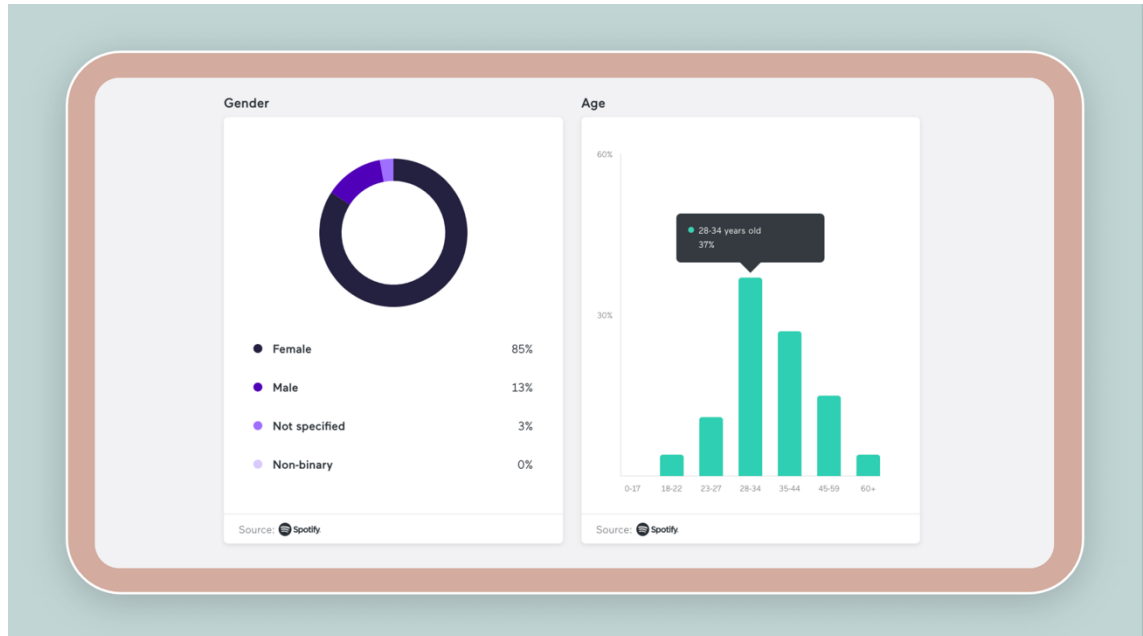 Gender
Female 85%
Male 13%
Not specified 3%
Non-binary 0%
Source: Spotify
Age
60%
28-34 years old
37%
30%
0-17 18-22 23-27 28-34 35-44 45-59 60+
Source: Spotify